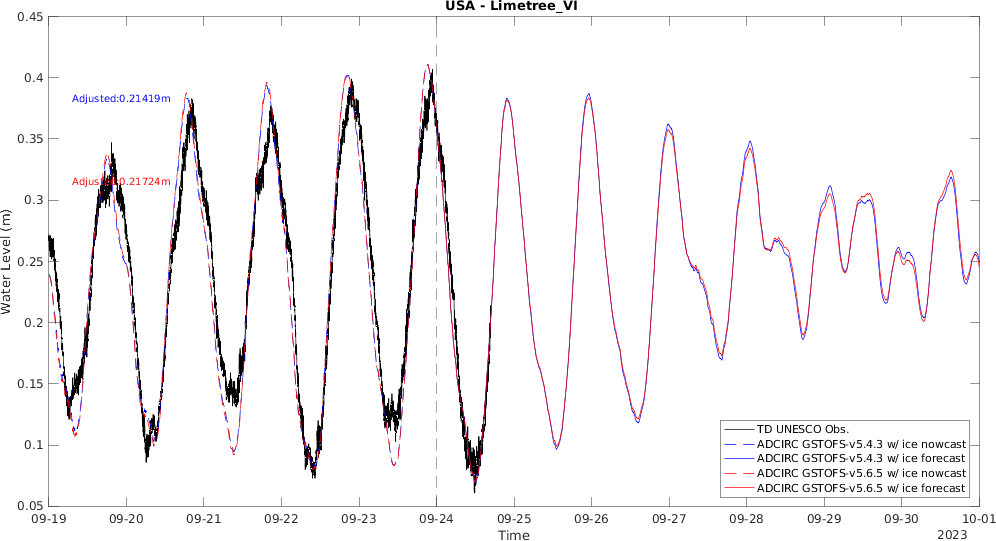 USA - Limetree_VI
0.45
0.4
0.35
0.3
0.25
0.2
0.15
0.1
0.05
Water Level (m)
Adjusted:0.21419m
Adjusted:0.21724m
TD UNESCO Obs.
ADCIRC GSTOFS-v5.4.3 w/ ice nowcast
ADCIRC GSTOFS-v5.4.3 w/ ice forecast
ADCIRC GSTOFS-v5.6.5 w/ ice nowcast
ADCIRC GSTOFS-v5.6.5 w/ ice forecast
09-19 09-20 09-21 09-22 09-23 09-24 09-25 09-26 09-27 09-28 09-29 09-30 10-01
Time
2023